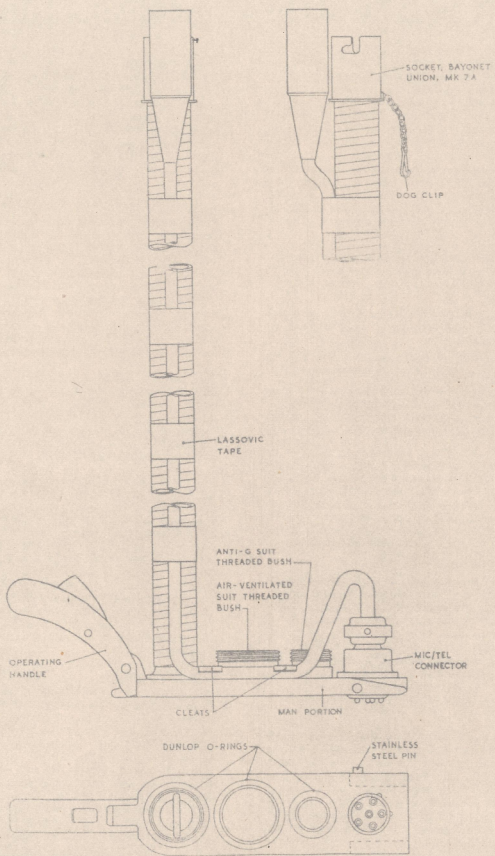 SOCKET, BAYONET
UNION, MK 7A
DOG CLIP
LASSOVIC
TAPE
ANTI-G SUIT
THREADED BUSH
AIR-VENTILATED
SUIT THREADED
BUSH
OPERATING
HANDLE
MIC/TEL
CONNECTOR
CLEATS
MAN PORTION
DUNLOP O-RINGS
STAINLESS
STEEL PIN